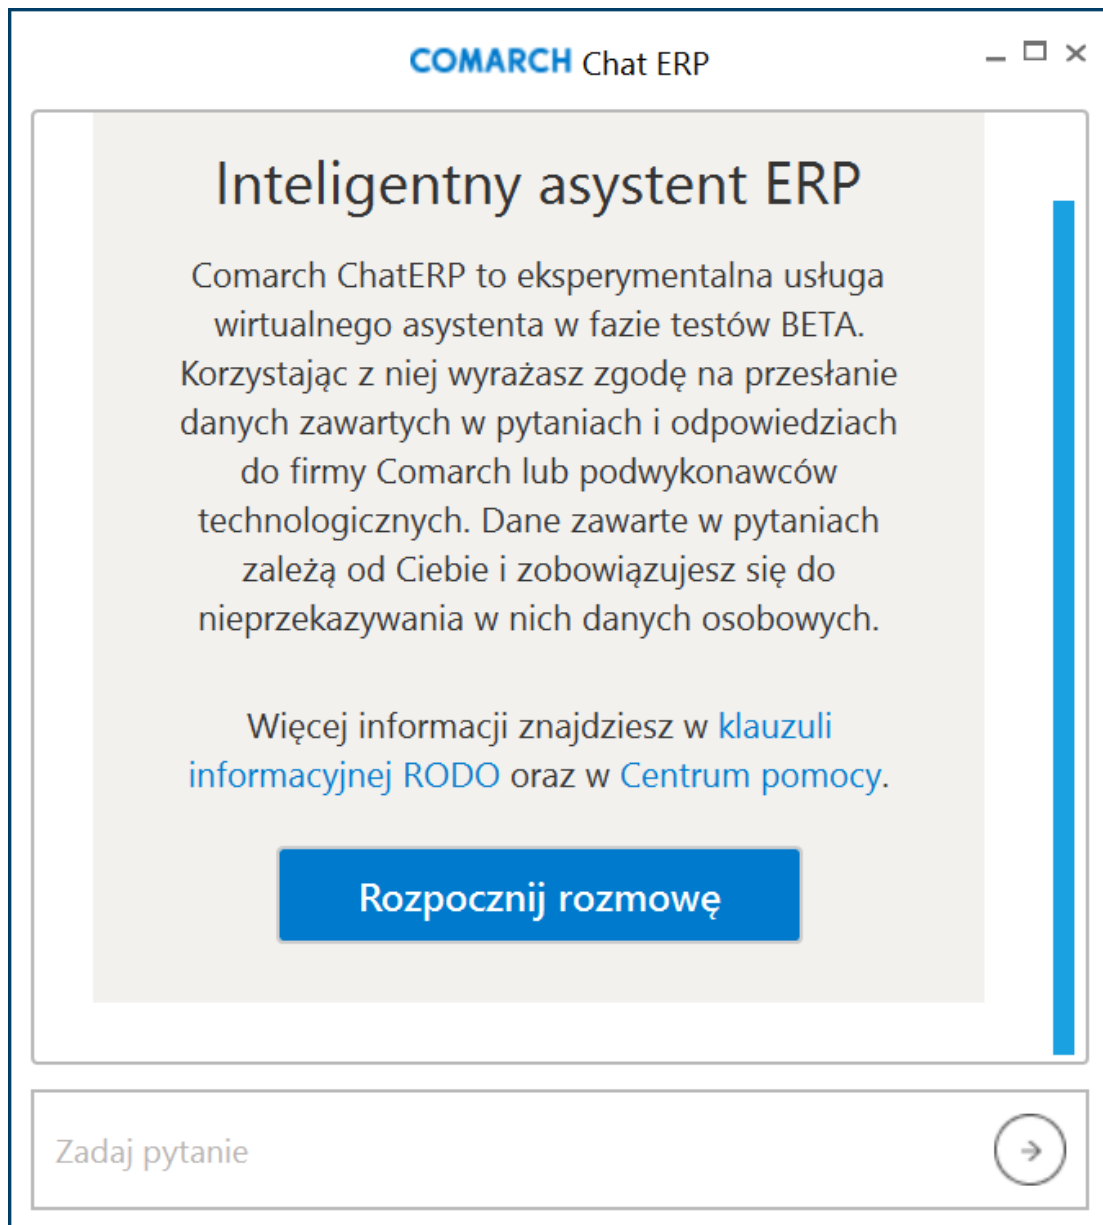 COMARCH Chat ERP
Inteligentny asystent ERP
Comarch ChatERP to eksperymentalna usługa
wirtualnego asystenta w fazie testów BETA.
Korzystając z niej wyrażasz zgodę na przesłanie
danych zawartych w pytaniach i odpowiedziach
do firmy Comarch lub podwykonawców
technologicznych. Dane zawarte w pytaniach
zależą od Ciebie i zobowiązujesz się do
nieprzekazywania w nich danych osobowych.
Więcej informacji znajdziesz w klauzuli
informacyjnej RODO oraz w Centrum pomocy.
Rozpocznij rozmowę
Zadaj pytanie